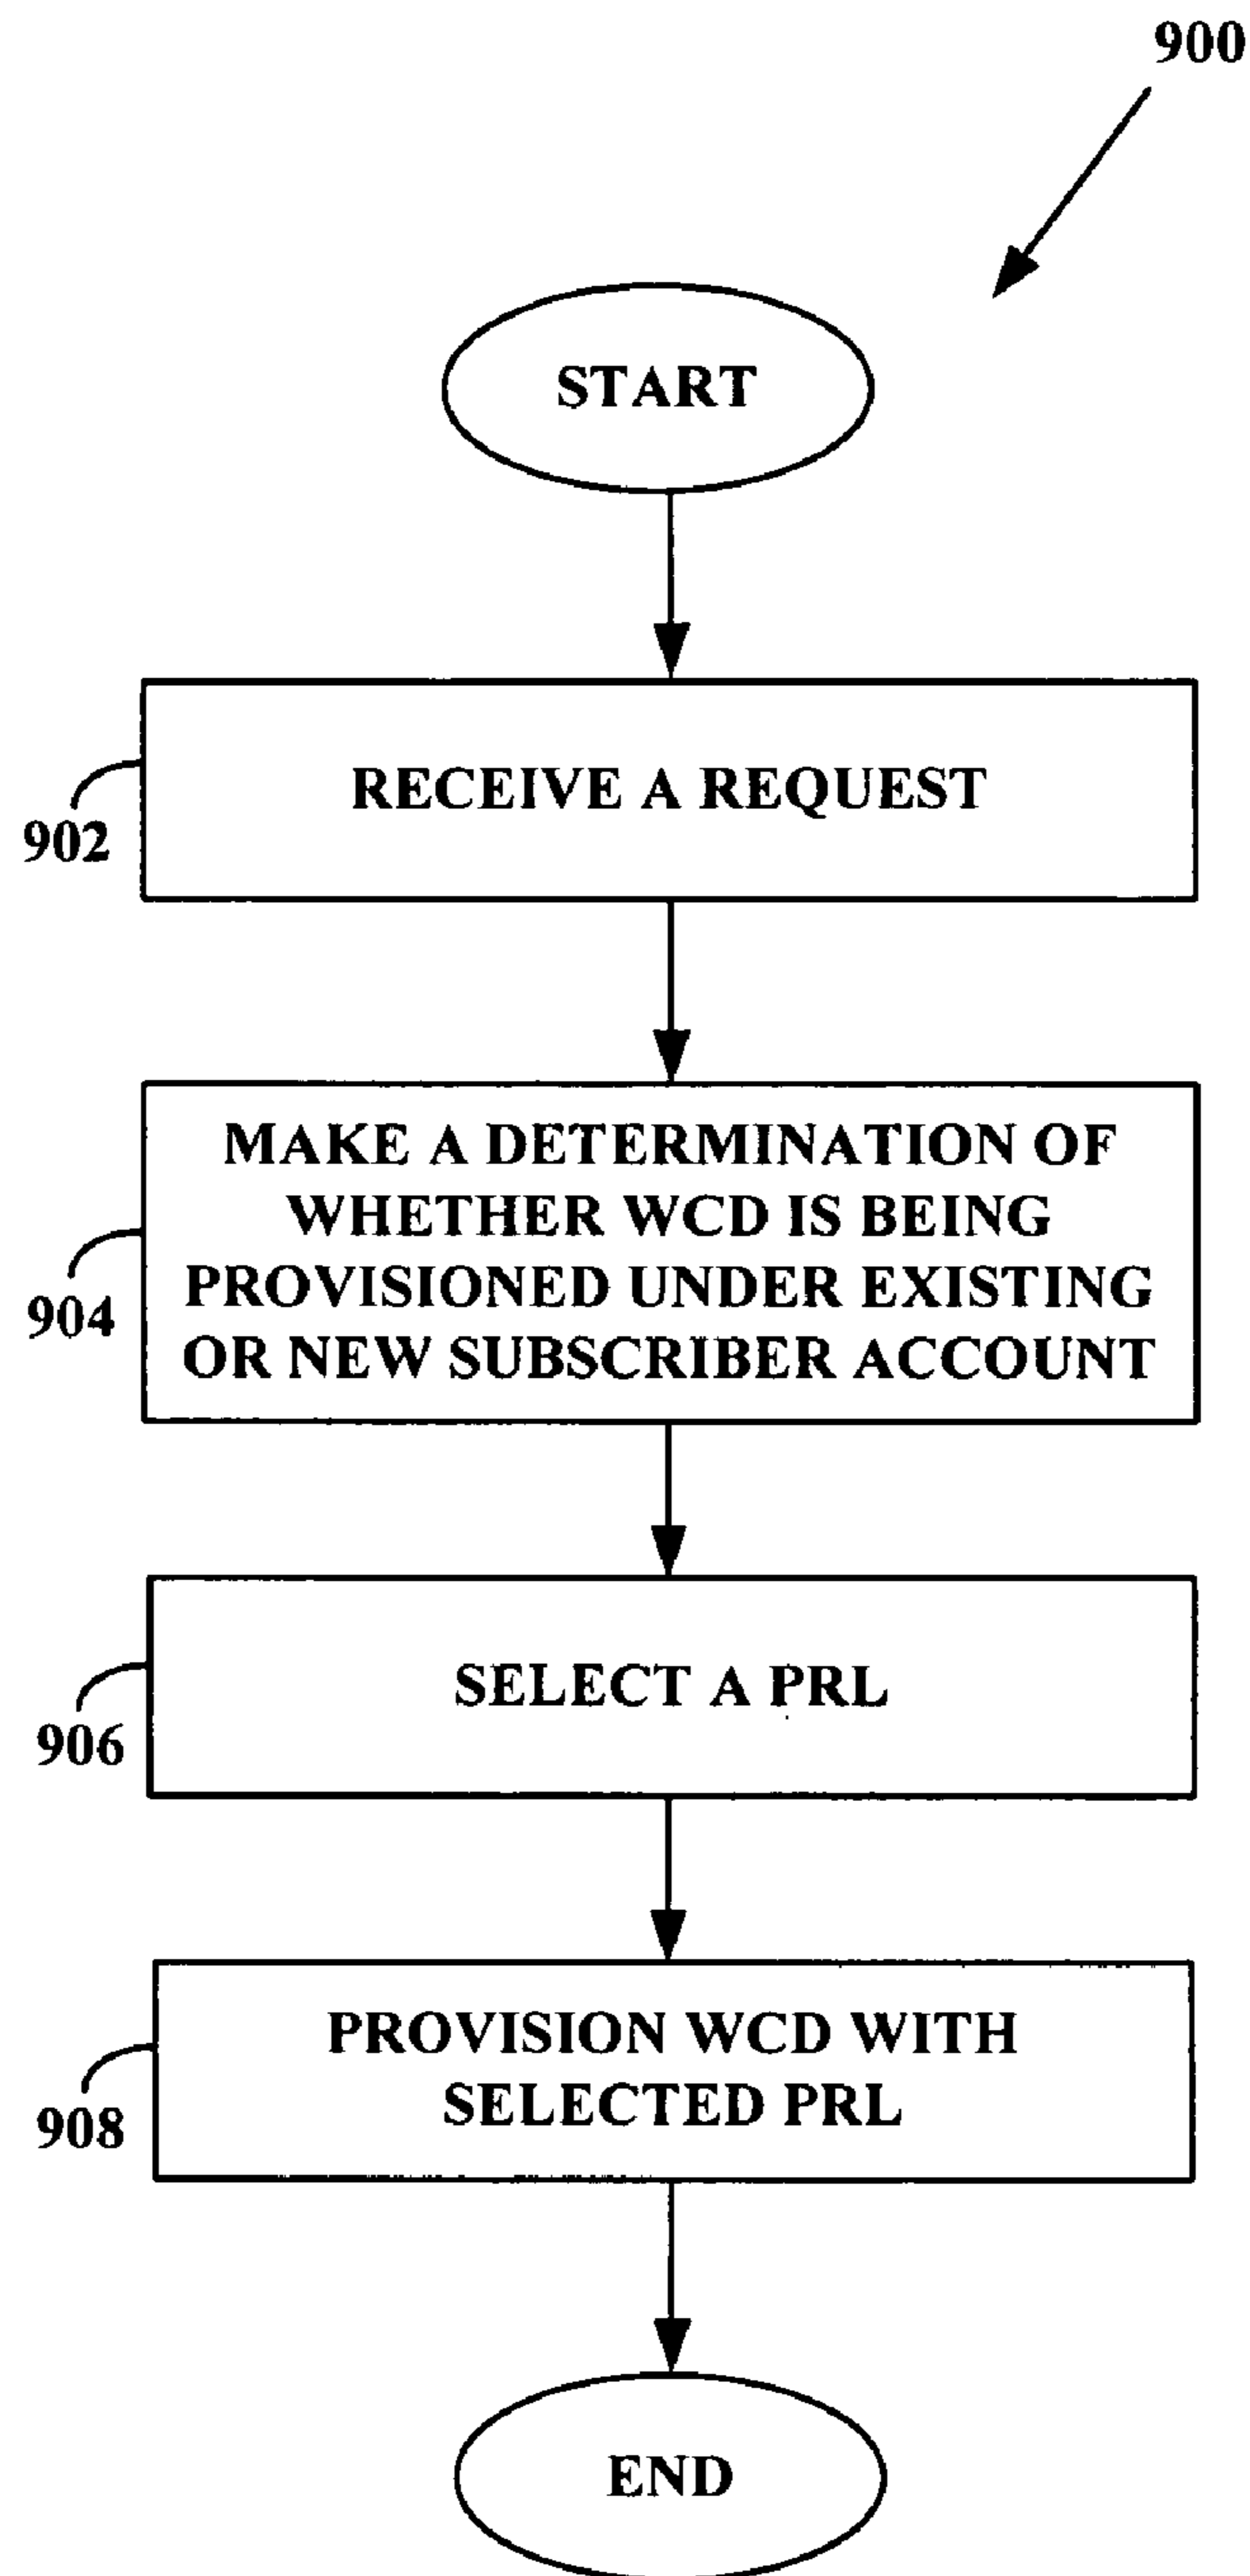 900
START
RECEIVE A REQUEST
902
MAKE A DETERMINATION OF
WHETHER WCD IS BEING
PROVISIONED UNDER EXISTING
OR NEW SUBSCRIBER ACCOUNT
904
SELECT A PRL
906
PROVISION WCD WITH
SELECTED PRL
908
END